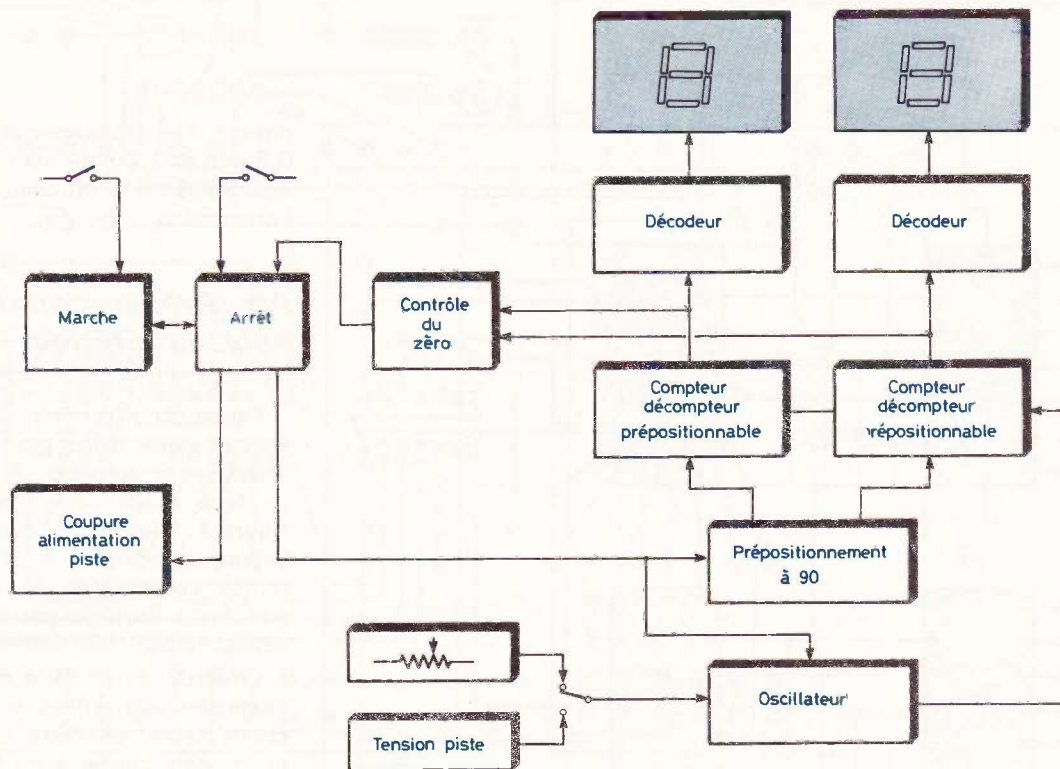 Décodeur
Décodeur
Marche
Arrêt
Contrôle
du
zéro
Compteur
décompteur
prépositionnable
Compteur
décompteur
prépositionnable
Coupure
alimentation
piste
Prépositionnement
à 90
Oscillateur
Tension piste